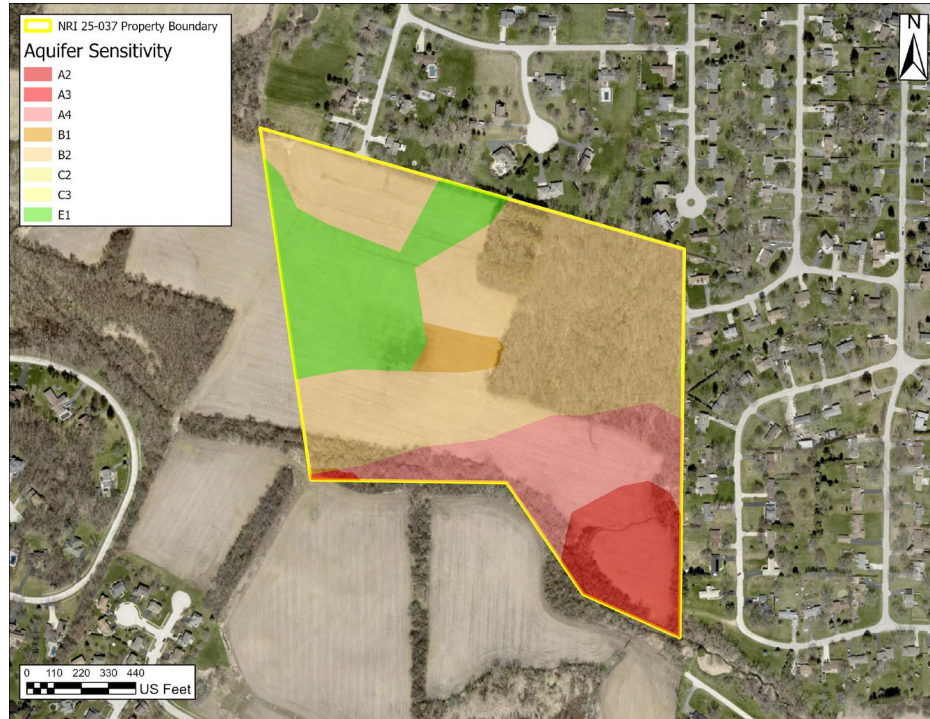 NRI 25-037 Property Boundary
Aquifer Sensitivity
A2
A3
A4
B1
B2
C2
C3
E1
N
0 110 220 330 440
US Feet